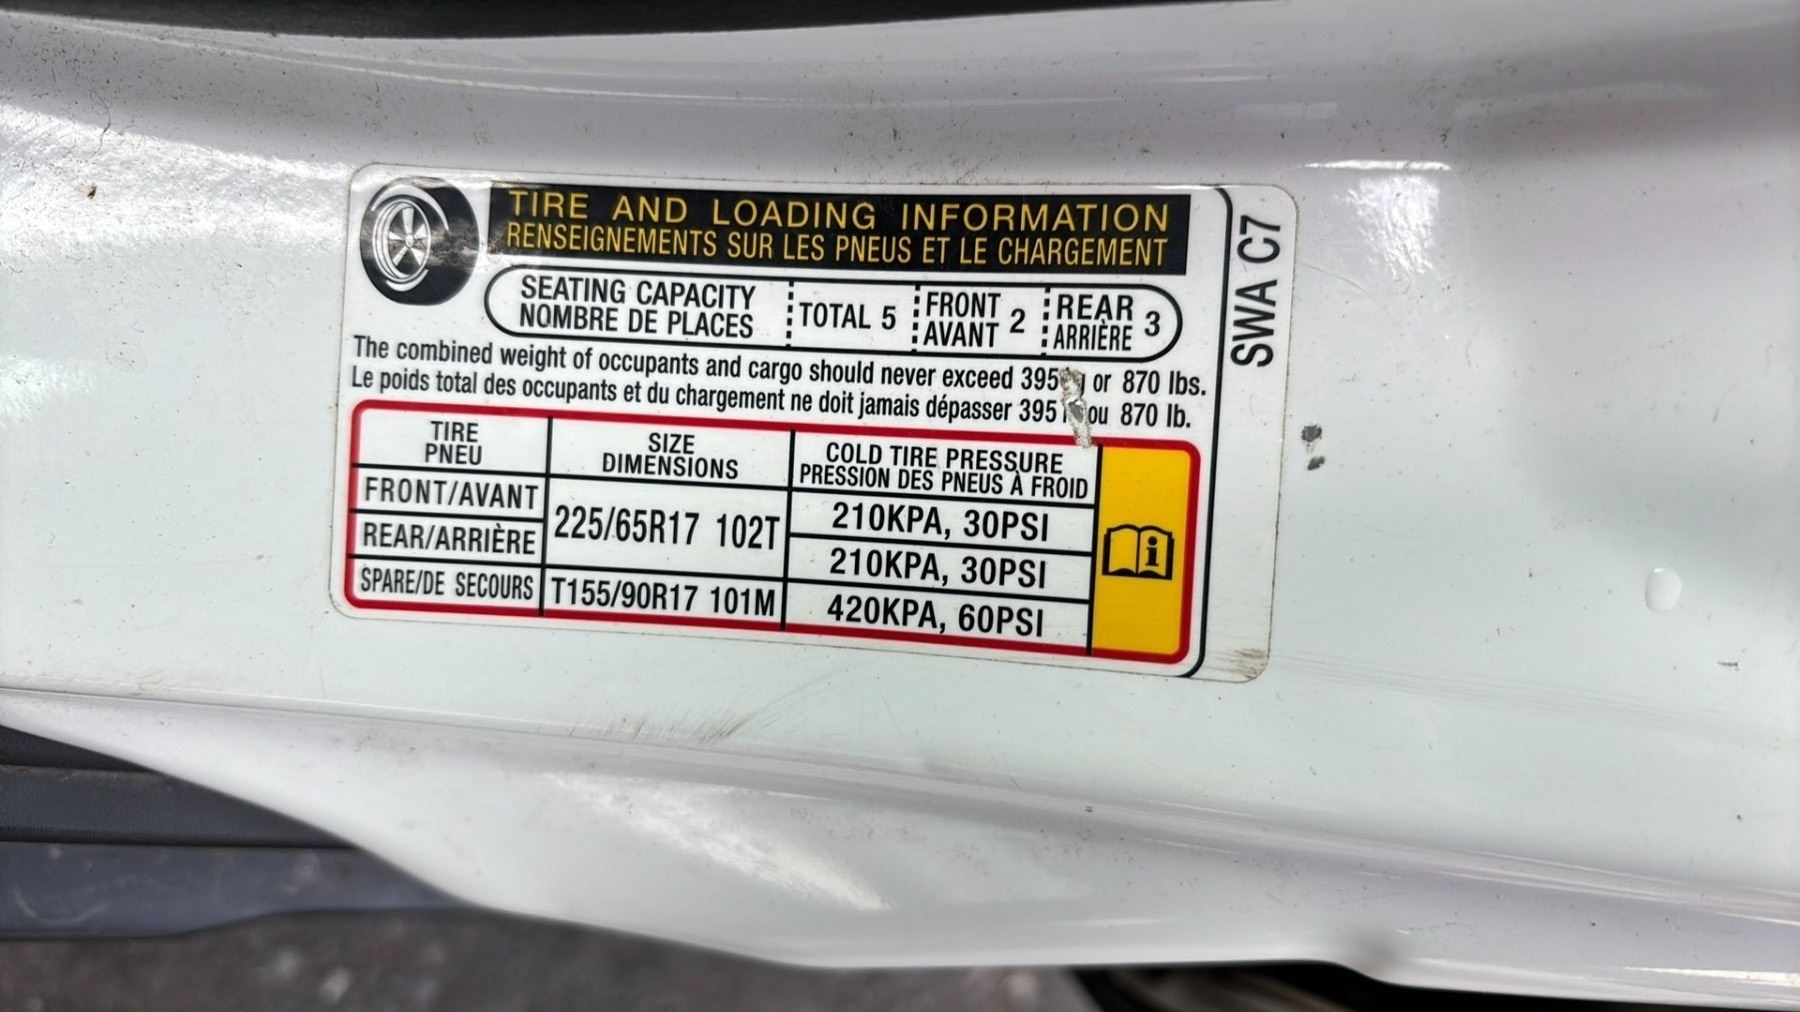 TIRE AND LOADING INFORMATION
RENSEIGNEMENTS SUR LES PNEUS ET LE CHARGEMENT
SEATING CAPACITY
NOMBRE DE PLACES
TOTAL 5
FRONT
AVANT 2
REAR
ARRIÈRE 3
The combined weight of occupants and cargo should never exceed 395 or 870 lbs.
Le poids total des occupants et du chargement ne doit jamais dépasser 395 ou 870 lb.
TIRE
PNEU
SIZE
DIMENSIONS
COLD TIRE PRESSURE
PRESSION DES PNEUS À FROID
FRONT/AVANT
225/65R17 102T
210KPA, 30PSI
REAR/ARRIÈRE
210KPA, 30PSI
SPARE/DE SECOURS
T155/90R17 101M
420KPA, 60PSI
i
SWA C7